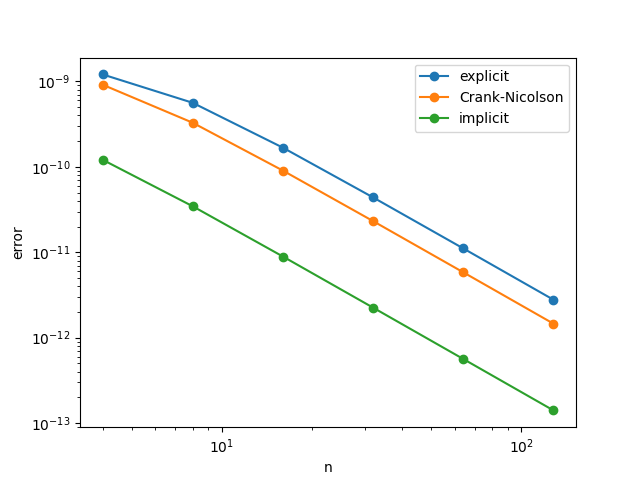 explicit
Crank-Nicolson
implicit
10⁻⁹
10⁻¹⁰
10⁻¹¹
10⁻¹²
10⁻¹³
error
10¹
10²
n